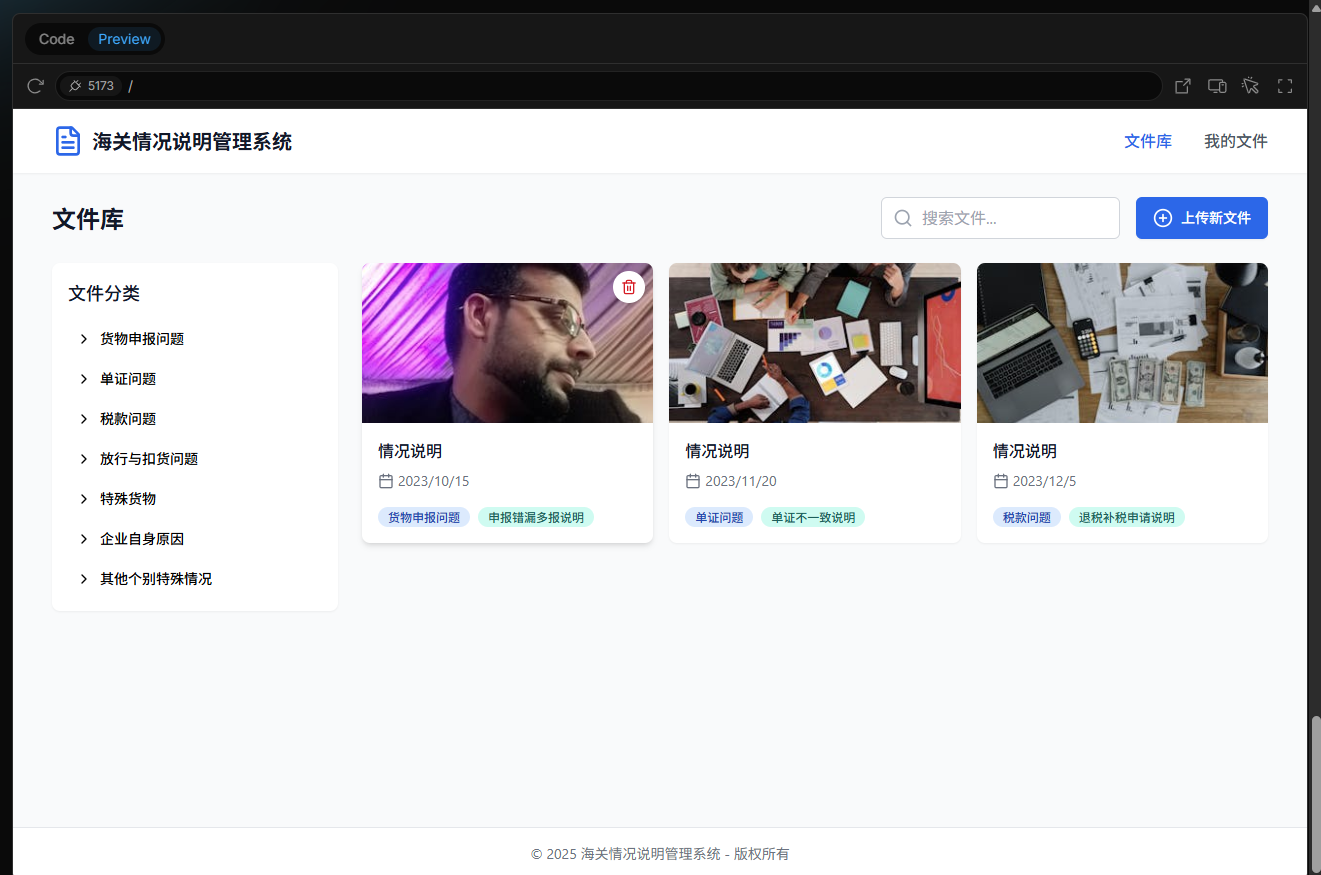 Code Preview
5173 /
海关情况说明管理系统 文件库 我的文件
文件库 搜索文件... 上传新文件
文件分类
货物申报问题
单证问题
税款问题
放行与扣货问题
特殊货物
企业自身原因
其他个别特殊情况
情况说明
2023/10/15
货物申报问题 申报错漏多报说明
情况说明
2023/11/20
单证问题 单证不一致说明
情况说明
2023/12/5
税款问题 退税补税申请说明
© 2025 海关情况说明管理系统 - 版权所有